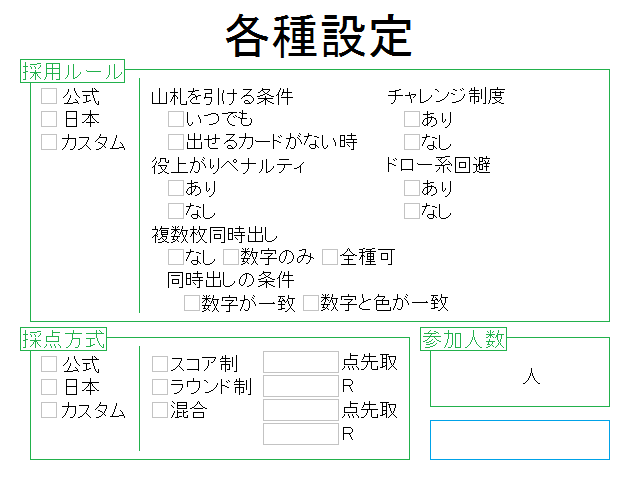 各種設定
採用ルール
公式
日本
カスタム
山札を引ける条件
いつでも
出せるカードがない時
役上がりペナルティ
あり
なし
複数枚同時出し
なし 数字のみ 全種可
同時出しの条件
数字が一致 数字と色が一致
チャレンジ制度
あり
なし
ドロー系回避
あり
なし
採点方式
公式
日本
カスタム
スコア制 点先取
ラウンド制 R
混合 点先取
R
参加人数
人